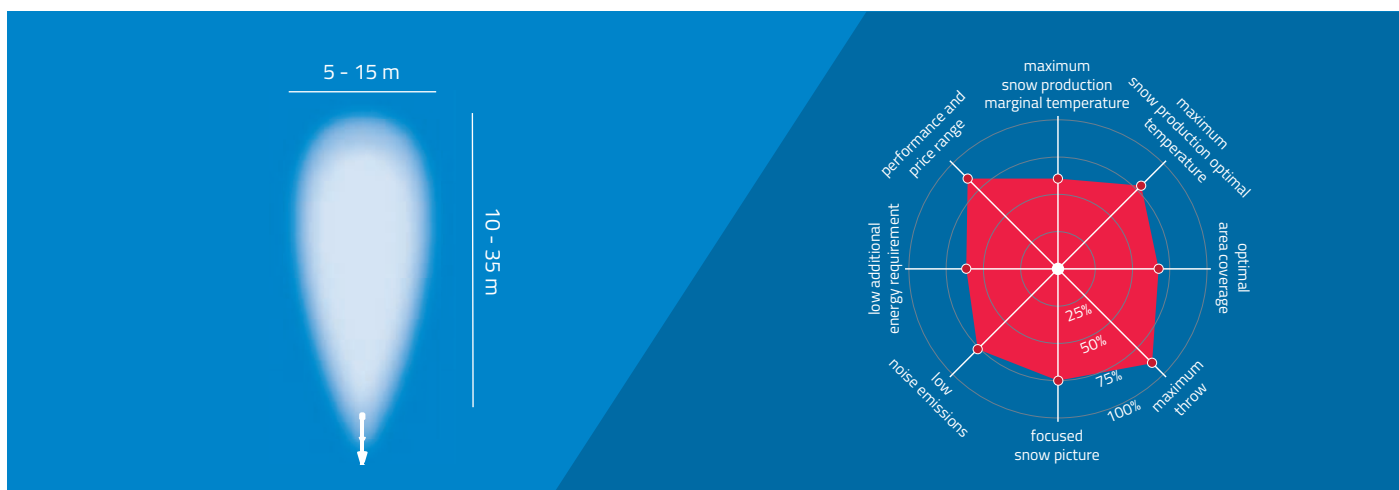 5 - 15 m
10 - 35 m
maximum
snow production
marginal temperature
maximum
snow production optimal
temperature
optimal
area coverage
maximum
throw
focused
snow picture
low
noise emissions
low additional
energy requirement
performance and
price range
25%
50%
75%
100%